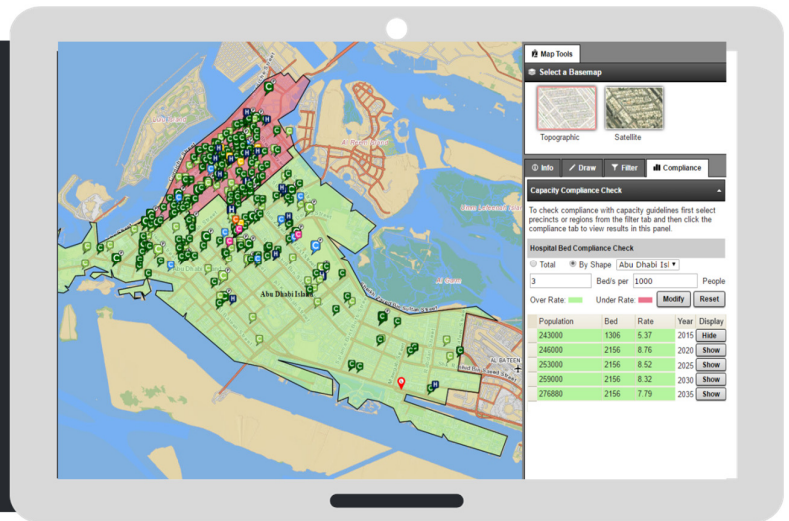 Map Tools
Select a Basemap
Topographic
Satellite
Info
Draw
Filter
Compliance
Capacity Compliance Check
To check compliance with capacity guidelines first select
precincts or regions from the filter tab and then click the
compliance tab to view results in this panel.
Hospital Bed Compliance Check
Total By Shape Abu Dhabi Isl
3 Bed/s per 1000 People
Over Rate Under Rate Modify Reset
Population Bed Rate Year Display
243000 1306 5.37 2015 Hide
246000 2156 8.76 2020 Show
253000 2156 8.52 2025 Show
259000 2156 8.32 2030 Show
276880 2156 7.79 2035 Show
Abu Dhabi Island
AL BATEEN